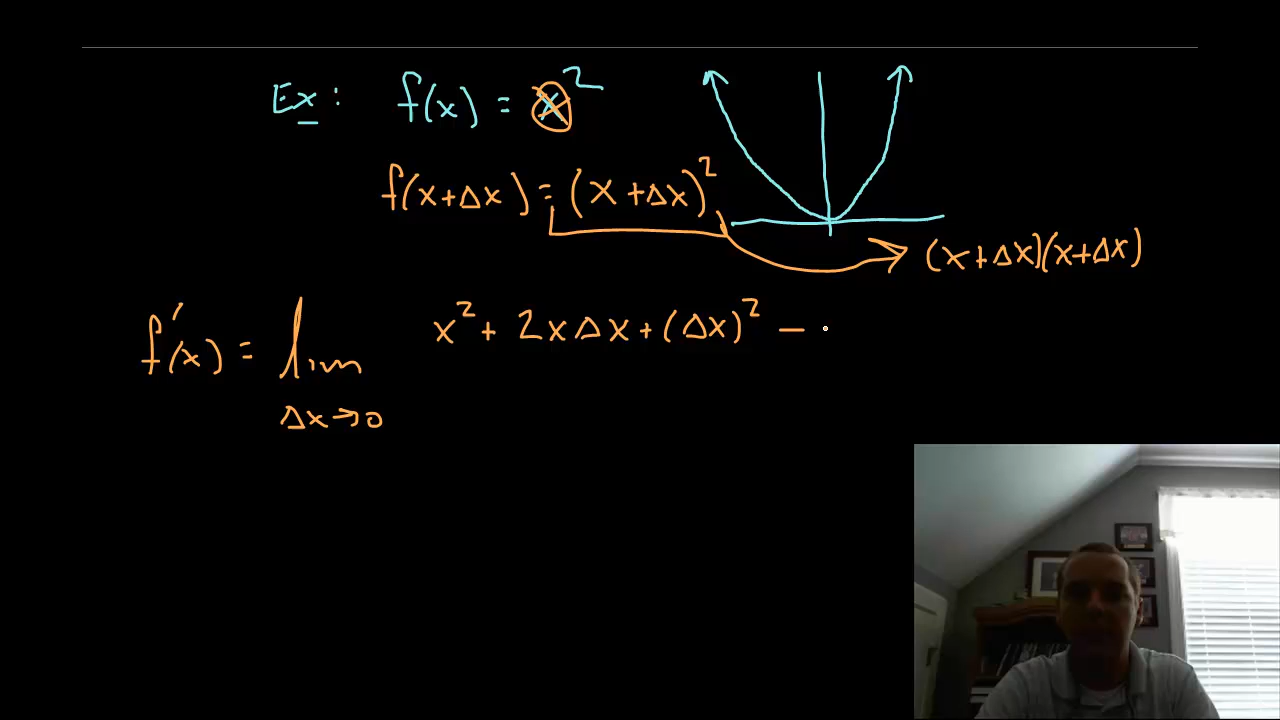 Ex: f(x) = x²
f(x+Δx) = (x+Δx)²
(x+Δx)(x+Δx)
f'(x) = lim x² + 2xΔx + (Δx)² −
Δx→0